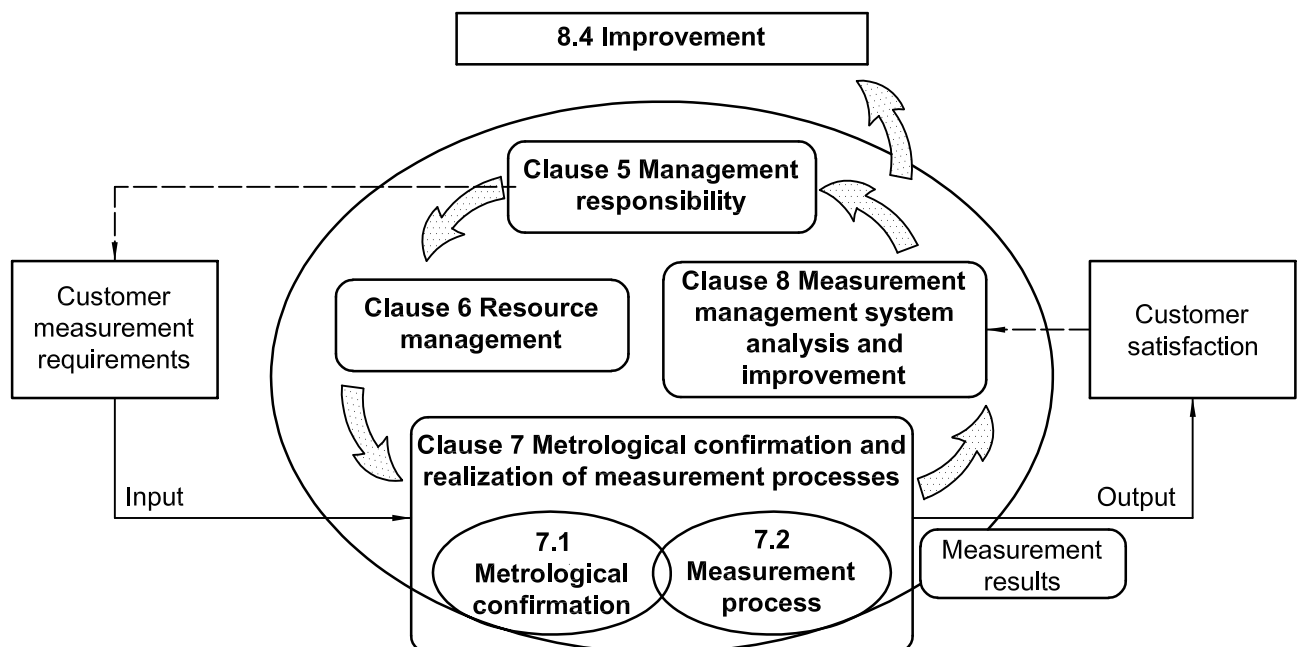 8.4 Improvement
Clause 5 Management
responsibility
Customer
measurement
requirements
Clause 6 Resource
management
Clause 8 Measurement
management system
analysis and
improvement
Customer
satisfaction
Clause 7 Metrological confirmation and
realization of measurement processes
Input
Output
7.1
Metrological
confirmation
7.2
Measurement
process
Measurement
results